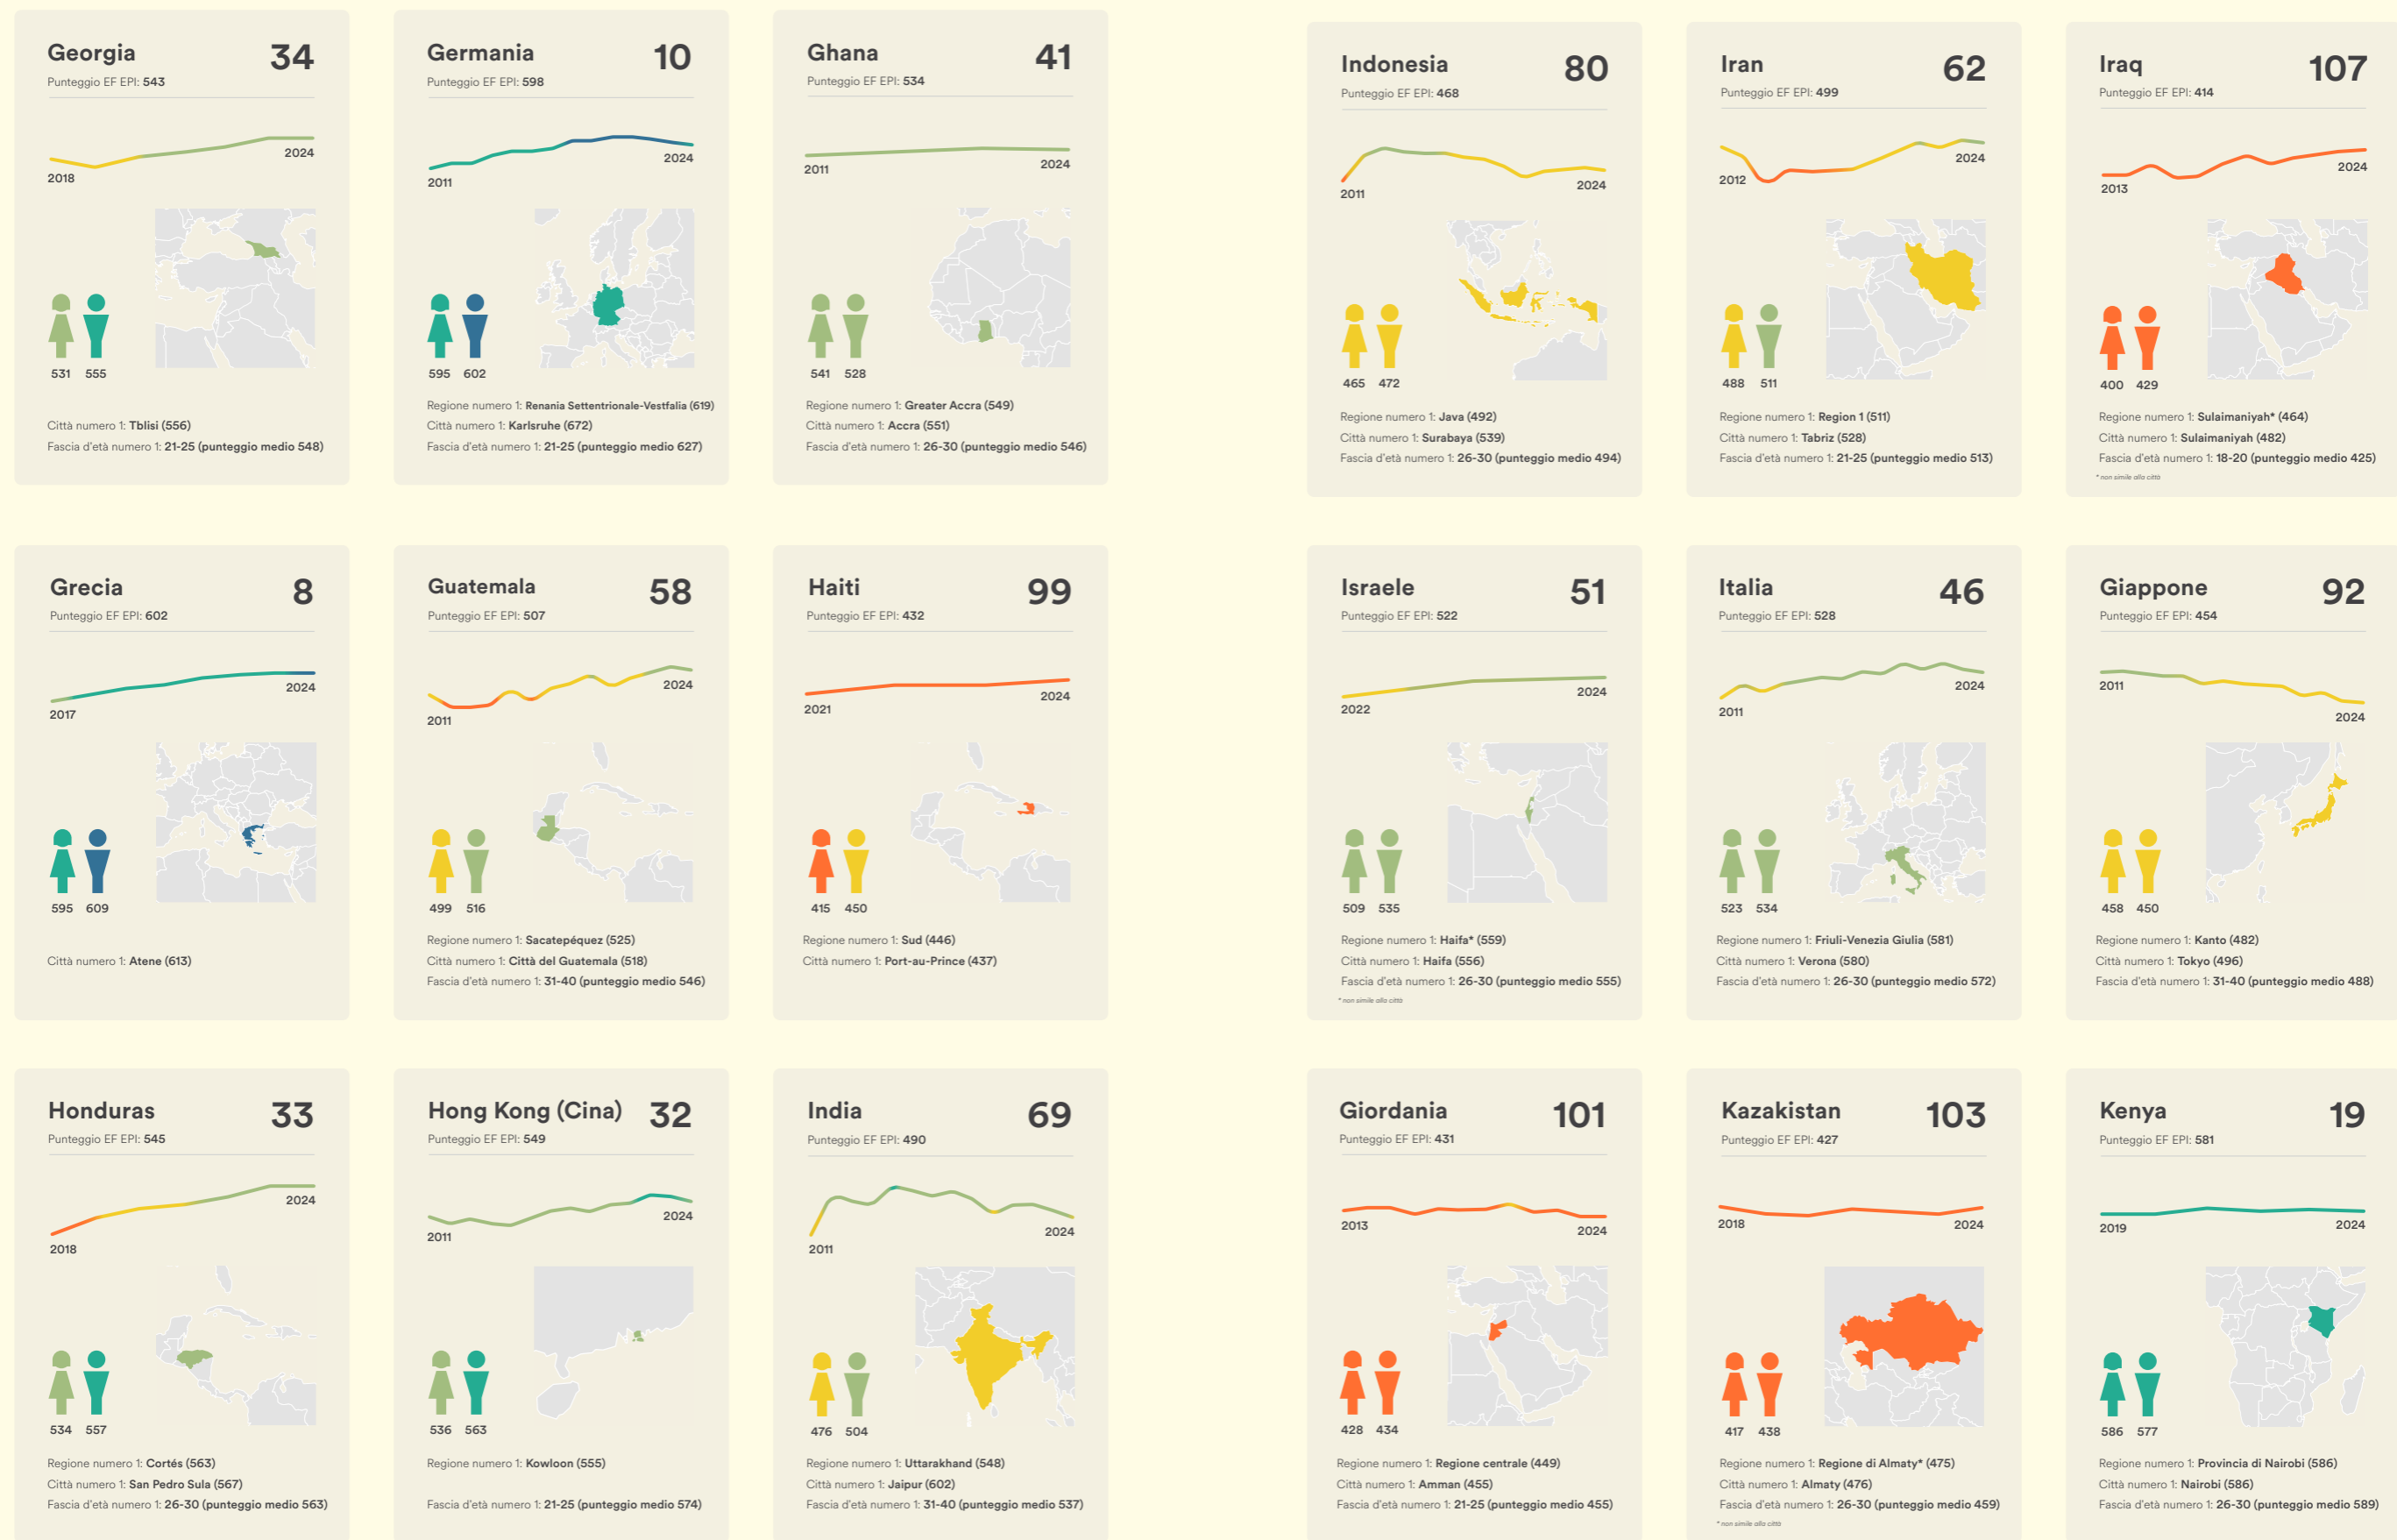 Georgia 34
Punteggio EF EPI: 543
2018
2024
531 555
Città numero 1: Tblisi (556)
Fascia d'età numero 1: 21-25 (punteggio medio 548)
Germania 10
Punteggio EF EPI: 598
2011
2024
595 602
Regione numero 1: Renania Settentrionale-Vestfalia (619)
Città numero 1: Karlsruhe (672)
Fascia d'età numero 1: 21-25 (punteggio medio 627)
Ghana 41
Punteggio EF EPI: 534
2011
2024
541 528
Regione numero 1: Greater Accra (549)
Città numero 1: Accra (551)
Fascia d'età numero 1: 26-30 (punteggio medio 546)
Indonesia 80
Punteggio EF EPI: 468
2011
2024
465 472
Regione numero 1: Java (492)
Città numero 1: Surabaya (539)
Fascia d'età numero 1: 26-30 (punteggio medio 494)
Iran 62
Punteggio EF EPI: 499
2012
2024
488 511
Regione numero 1: Region 1 (511)
Città numero 1: Tabriz (528)
Fascia d'età numero 1: 21-25 (punteggio medio 513)
Iraq 107
Punteggio EF EPI: 414
2013
2024
400 429
Regione numero 1: Sulaimaniyah* (464)
Città numero 1: Sulaimaniyah (482)
Fascia d'età numero 1: 18-20 (punteggio medio 425)
* non simile alla città
Grecia 8
Punteggio EF EPI: 602
2017
2024
595 609
Città numero 1: Atene (613)
Guatemala 58
Punteggio EF EPI: 507
2011
2024
499 516
Regione numero 1: Sacatepéquez (525)
Città numero 1: Città del Guatemala (518)
Fascia d'età numero 1: 31-40 (punteggio medio 546)
Haiti 99
Punteggio EF EPI: 432
2021
2024
415 450
Regione numero 1: Sud (446)
Città numero 1: Port-au-Prince (437)
Israele 51
Punteggio EF EPI: 522
2022
2024
509 535
Regione numero 1: Haifa* (559)
Città numero 1: Haifa (556)
Fascia d'età numero 1: 26-30 (punteggio medio 555)
* non simile alla città
Italia 46
Punteggio EF EPI: 528
2011
2024
523 534
Regione numero 1: Friuli-Venezia Giulia (581)
Città numero 1: Verona (580)
Fascia d'età numero 1: 26-30 (punteggio medio 572)
Giappone 92
Punteggio EF EPI: 454
2011
2024
458 450
Regione numero 1: Kanto (482)
Città numero 1: Tokyo (496)
Fascia d'età numero 1: 31-40 (punteggio medio 488)
Honduras 33
Punteggio EF EPI: 545
2018
2024
534 557
Regione numero 1: Cortés (563)
Città numero 1: San Pedro Sula (567)
Fascia d'età numero 1: 26-30 (punteggio medio 563)
Hong Kong (Cina) 32
Punteggio EF EPI: 549
2011
2024
536 563
Regione numero 1: Kowloon (555)
Fascia d'età numero 1: 21-25 (punteggio medio 574)
India 69
Punteggio EF EPI: 490
2011
2024
476 504
Regione numero 1: Uttarakhand (548)
Città numero 1: Jaipur (602)
Fascia d'età numero 1: 31-40 (punteggio medio 537)
Giordania 101
Punteggio EF EPI: 431
2013
2024
428 434
Regione numero 1: Regione centrale (449)
Città numero 1: Amman (455)
Fascia d'età numero 1: 21-25 (punteggio medio 455)
Kazakistan 103
Punteggio EF EPI: 427
2018
2024
417 438
Regione numero 1: Regione di Almaty* (475)
Città numero 1: Almaty (476)
Fascia d'età numero 1: 26-30 (punteggio medio 459)
* non simile alla città
Kenya 19
Punteggio EF EPI: 581
2019
2024
586 577
Regione numero 1: Provincia di Nairobi (586)
Città numero 1: Nairobi (586)
Fascia d'età numero 1: 26-30 (punteggio medio 589)